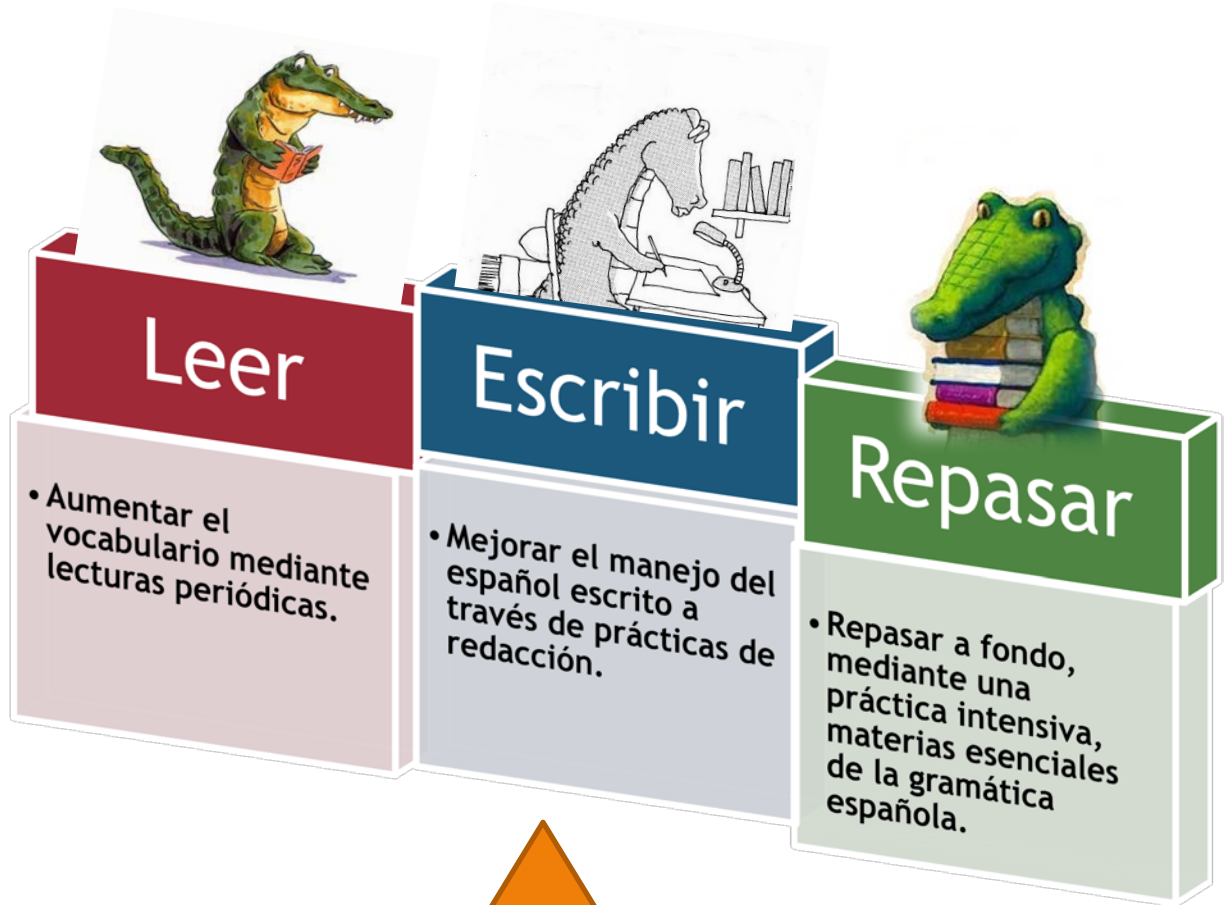 Leer
• Aumentar el
vocabulario mediante
lecturas periódicas.
Escribir
• Mejorar el manejo del
español escrito a
través de prácticas de
redacción.
Repasar
• Repasar a fondo,
mediante una
práctica intensiva,
materias esenciales
de la gramática
española.